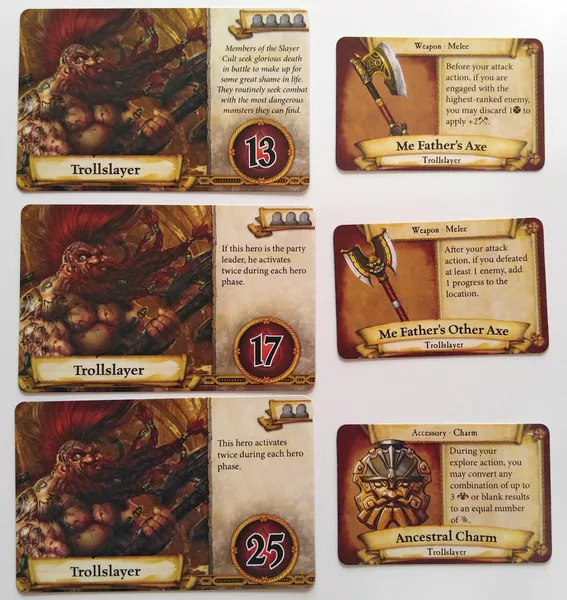 Members of the Slayer
Cult seek glorious death
in battle to make up for
some great shame in life.
They routinely seek combat
with the most dangerous
monsters they can find.
13
Trollslayer
Weapon · Melee
Before your attack
action, if you are
engaged with the
highest-ranked enemy,
you may discard 1 to
apply +2 .
Me Father's Axe
Trollslayer
If this hero is the party
leader, he activates
twice during each hero
phase.
17
Trollslayer
Weapon · Melee
After your attack
action, if you defeated
at least 1 enemy, add
1 progress to the
location.
Me Father's Other Axe
Trollslayer
This hero activates
twice during each hero
phase.
25
Trollslayer
Accessory · Charm
During your
explore action, you
may convert any
combination of up to
3 or blank results
to an equal number
of .
Ancestral Charm
Trollslayer